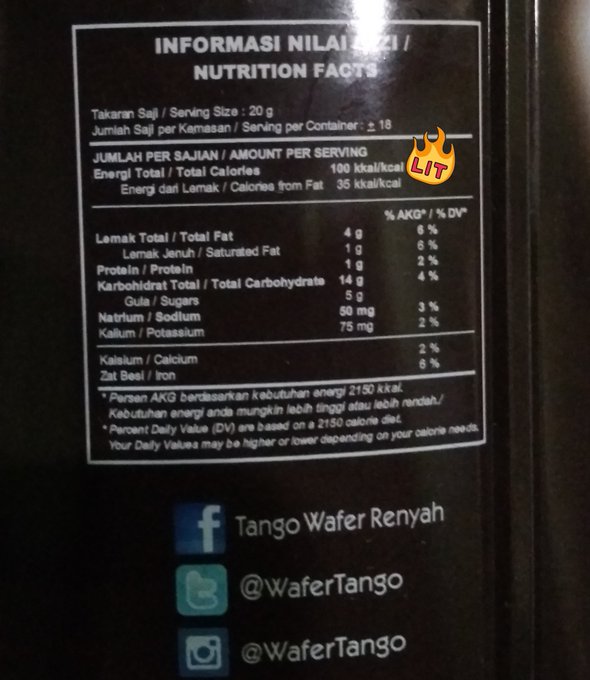 INFORMASI NILAI GIZI /
NUTRITION FACTS
Takaran Saji / Serving Size : 20 g
Jumlah Saji per Kemasan / Serving per Container : ± 18
JUMLAH PER SAJIAN / AMOUNT PER SERVING
Energi Total / Total Calories 100 kkal/kcal
LIT
Energi dari Lemak / Calories from Fat 35 kkal/kcal
% AKG* / % DV*
Lemak Total / Total Fat 4 g 6 %
Lemak Jenuh / Saturated Fat 1 g 6 %
Protein / Protein 1 g 2 %
Karbohidrat Total / Total Carbohydrate 14 g 4 %
Gula / Sugars 5 g
Natrium / Sodium 50 mg 3 %
Kalium / Potassium 75 mg 2 %
Kalsium / Calcium 2 %
Zat Besi / Iron 6 %
* Persen AKG berdasarkan kebutuhan energi 2150 kkal.
Kebutuhan energi anda mungkin lebih tinggi atau lebih rendah./
* Percent Daily Value (DV) are based on a 2150 calorie diet.
Your Daily Values may be higher or lower depending on your calorie needs.
f Tango Wafer Renyah
@WaferTango
@WaferTango